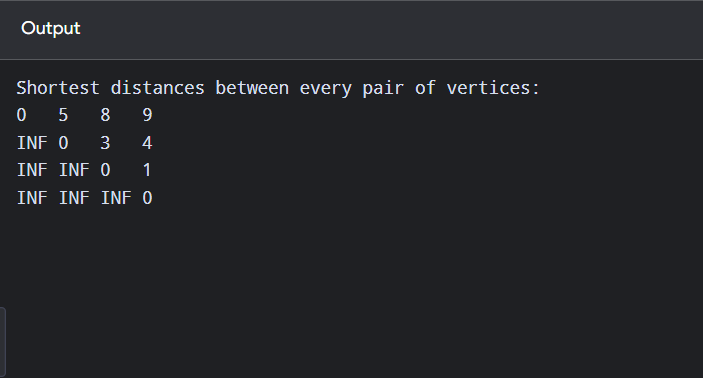 Output
Shortest distances between every pair of vertices:
0   5   8   9
INF 0   3   4
INF INF 0   1
INF INF INF 0